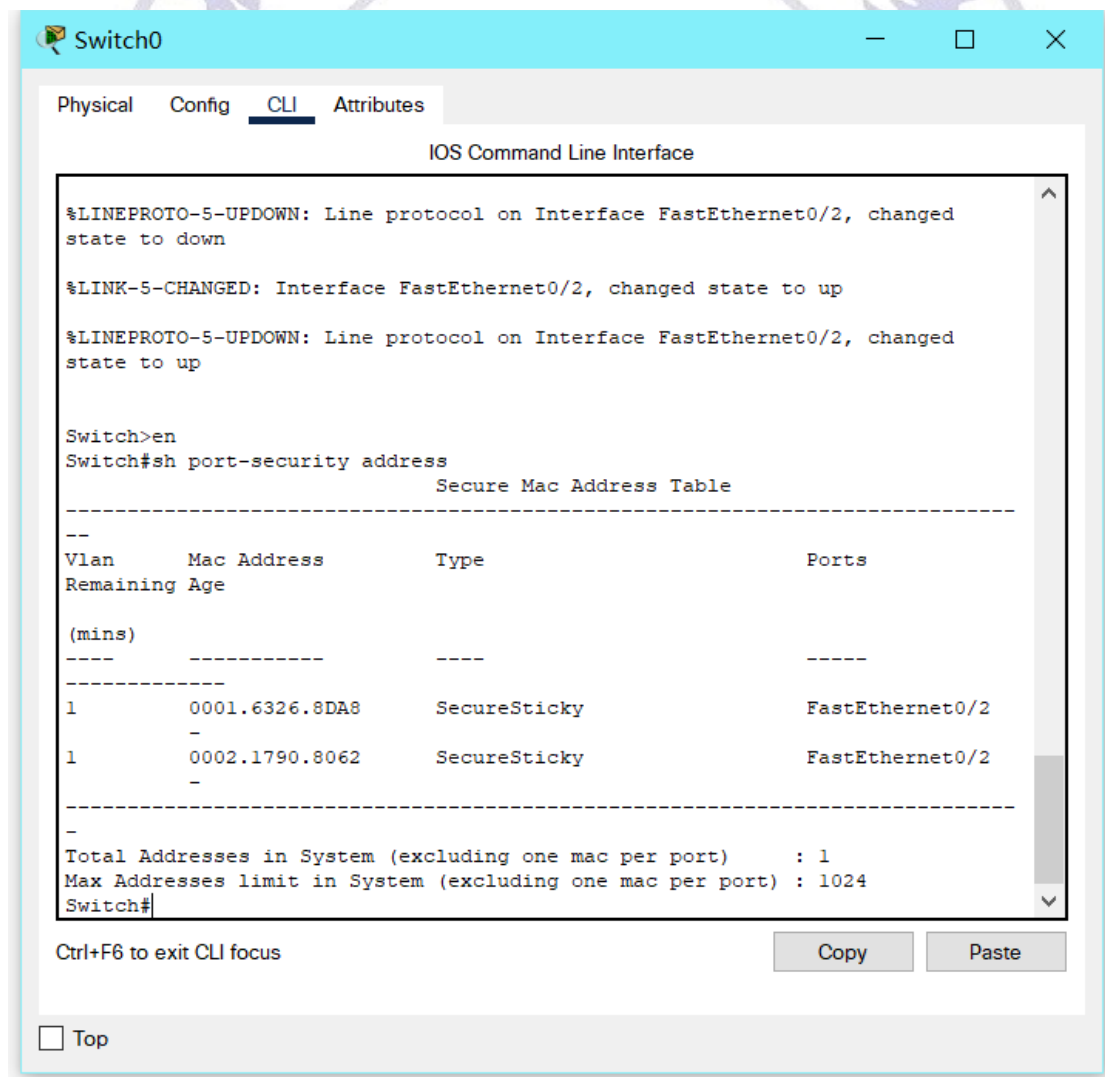 Switch0
Physical Config CLI Attributes
IOS Command Line Interface
%LINEPROTO-5-UPDOWN: Line protocol on Interface FastEthernet0/2, changed
state to down
%LINK-5-CHANGED: Interface FastEthernet0/2, changed state to up
%LINEPROTO-5-UPDOWN: Line protocol on Interface FastEthernet0/2, changed
state to up
Switch>en
Switch#sh port-security address
Secure Mac Address Table
-----------------------------------------------------------------------------
--
Vlan Mac Address Type Ports
Remaining Age
(mins)
---- ----------- ---- -----
-------------
1 0001.6326.8DA8 SecureSticky FastEthernet0/2
-
1 0002.1790.8062 SecureSticky FastEthernet0/2
-
-----------------------------------------------------------------------------
-
Total Addresses in System (excluding one mac per port) : 1
Max Addresses limit in System (excluding one mac per port) : 1024
Switch#
Ctrl+F6 to exit CLI focus
Copy Paste
Top